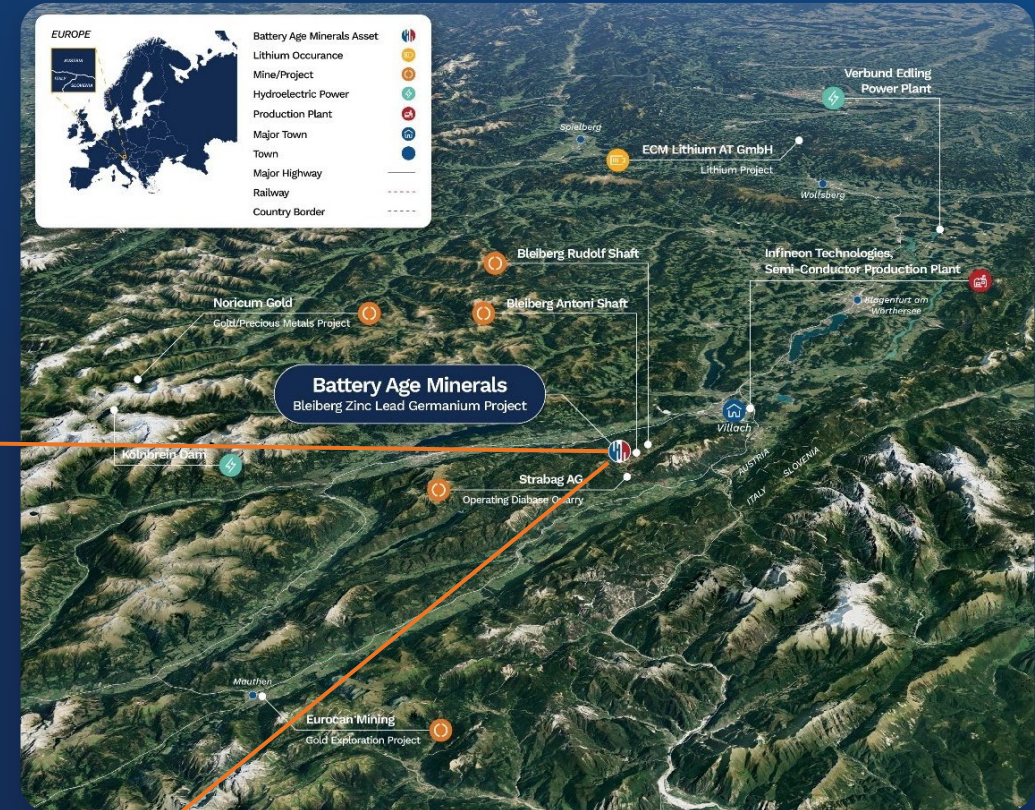 EUROPE
AUSTRIA
ITALY
SLOVENIA
Battery Age Minerals Asset
Lithium Occurance
Mine/Project
Hydroelectric Power
Production Plant
Major Town
Town
Major Highway
Railway
Country Border
Verbund Edling
Power Plant
Spielberg
ECM Lithium AT GmbH
Lithium Project
Wolfsberg
Bleiberg Rudolf Shaft
Infineon Technologies,
Semi-Conductor Production Plant
Noricum Gold
Gold/Precious Metals Project
Bleiberg Antoni Shaft
Klagenfurt am
Wörthersee
Battery Age Minerals
Bleiberg Zinc Lead Germanium Project
Villach
Kölnbrein Dam
AUSTRIA
SLOVENIA
ITALY
Strabag AG
Operating Diabase Quarry
Mauthen
Eurocan Mining
Gold Exploration Project